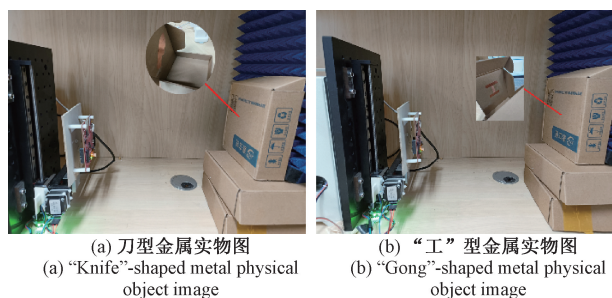 (a) 刀型金属实物图
(a) “Knife”-shaped metal physical
object image
(b) “工”型金属实物图
(b) “Gong”-shaped metal physical
object image